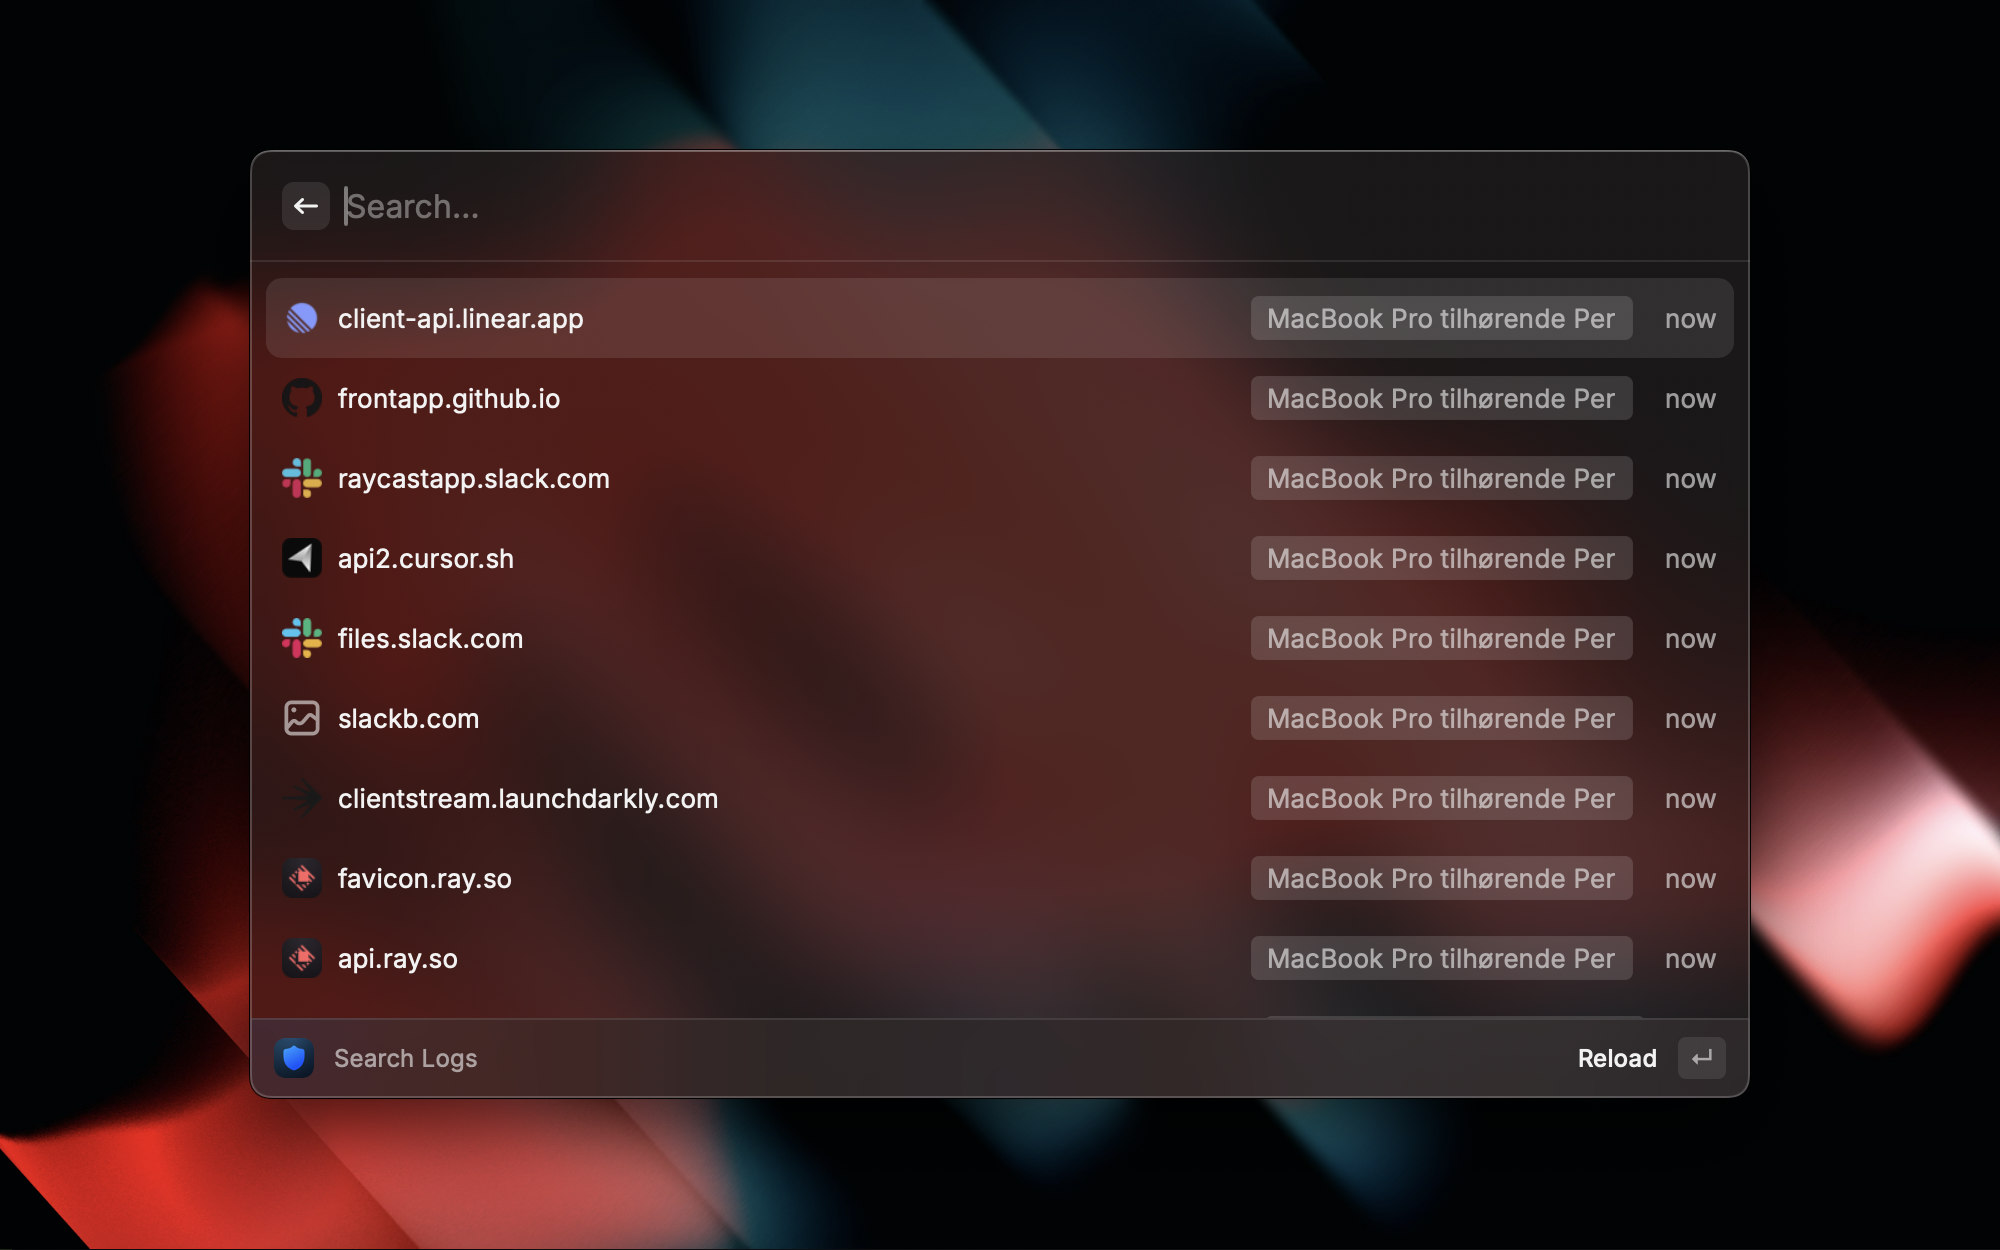 Search...
client-api.linear.app MacBook Pro tilhørende Per now
frontapp.github.io MacBook Pro tilhørende Per now
raycastapp.slack.com MacBook Pro tilhørende Per now
api2.cursor.sh MacBook Pro tilhørende Per now
files.slack.com MacBook Pro tilhørende Per now
slackb.com MacBook Pro tilhørende Per now
clientstream.launchdarkly.com MacBook Pro tilhørende Per now
favicon.ray.so MacBook Pro tilhørende Per now
api.ray.so MacBook Pro tilhørende Per now
Search Logs Reload